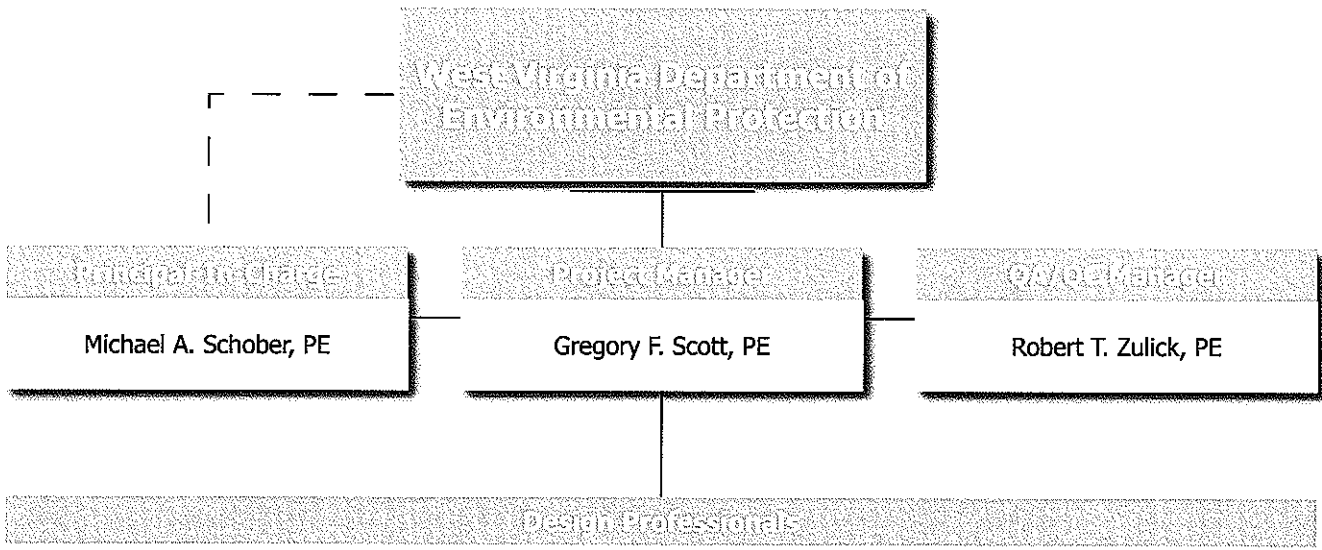 West Virginia Department of
Environmental Protection
Principal-In-Charge
Michael A. Schober, PE
Project Manager
Gregory F. Scott, PE
QA/QC Manager
Robert T. Zulick, PE
Design Professionals